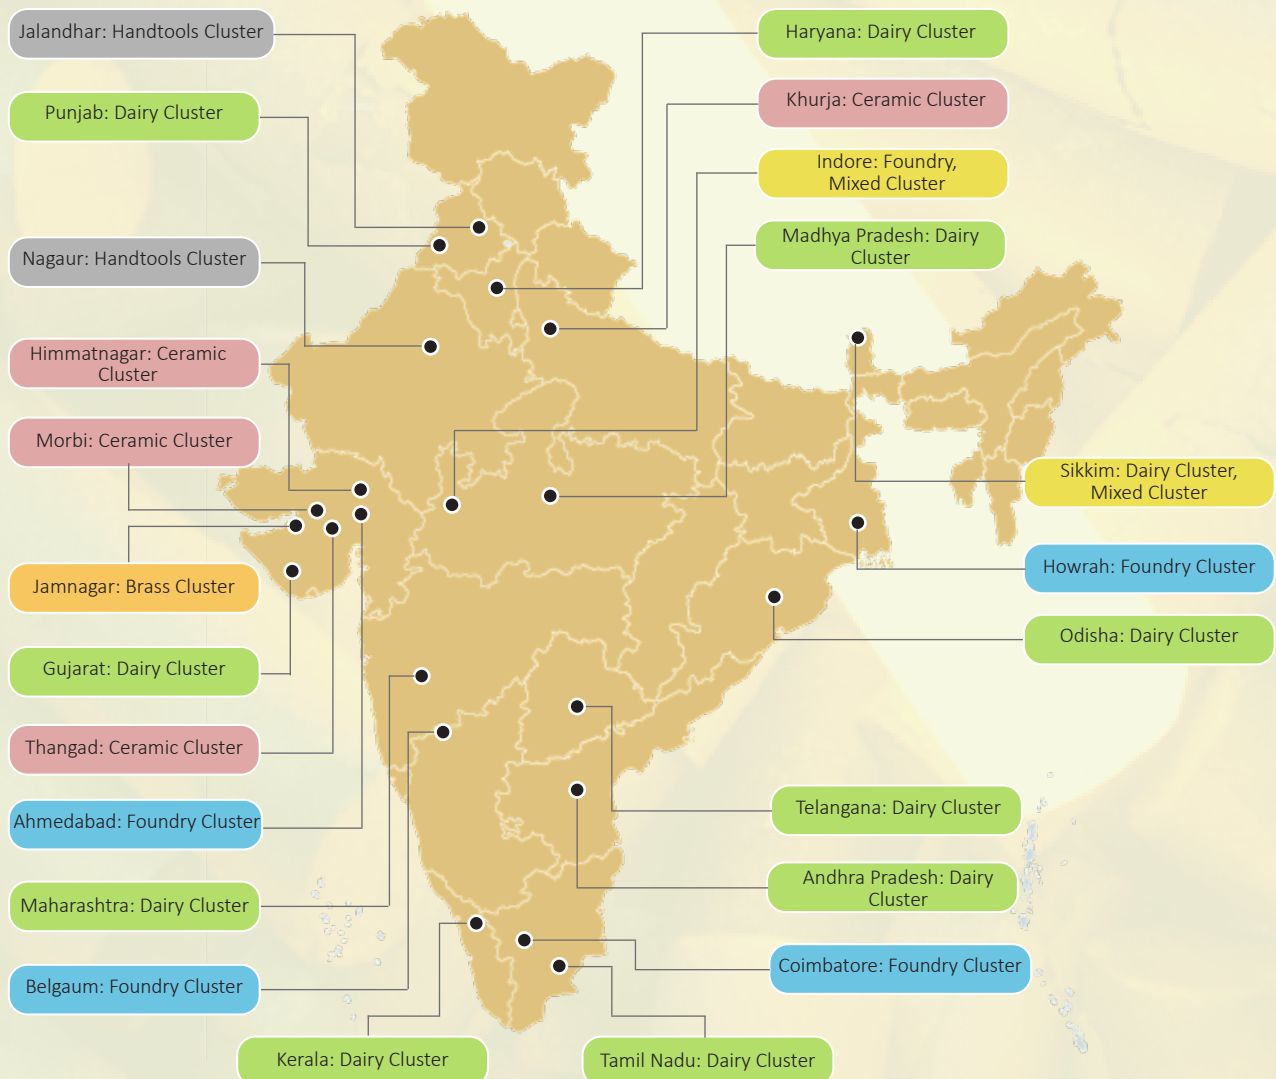 Jalandhar: Handtools Cluster
Punjab: Dairy Cluster
Nagaur: Handtools Cluster
Himmatnagar: Ceramic
Cluster
Morbi: Ceramic Cluster
Jamnagar: Brass Cluster
Gujarat: Dairy Cluster
Thangad: Ceramic Cluster
Ahmedabad: Foundry Cluster
Maharashtra: Dairy Cluster
Belgaum: Foundry Cluster
Kerala: Dairy Cluster
Tamil Nadu: Dairy Cluster
Haryana: Dairy Cluster
Khurja: Ceramic Cluster
Indore: Foundry,
Mixed Cluster
Madhya Pradesh: Dairy
Cluster
Sikkim: Dairy Cluster,
Mixed Cluster
Howrah: Foundry Cluster
Odisha: Dairy Cluster
Telangana: Dairy Cluster
Andhra Pradesh: Dairy
Cluster
Coimbatore: Foundry Cluster